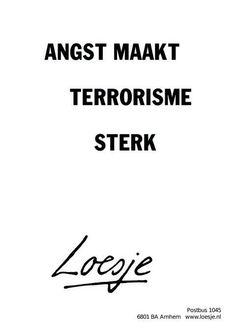 ANGST MAAKT
TERRORISME
STERK
Loesje
Postbus 1045
6801 BA Arnhem www.loesje.nl